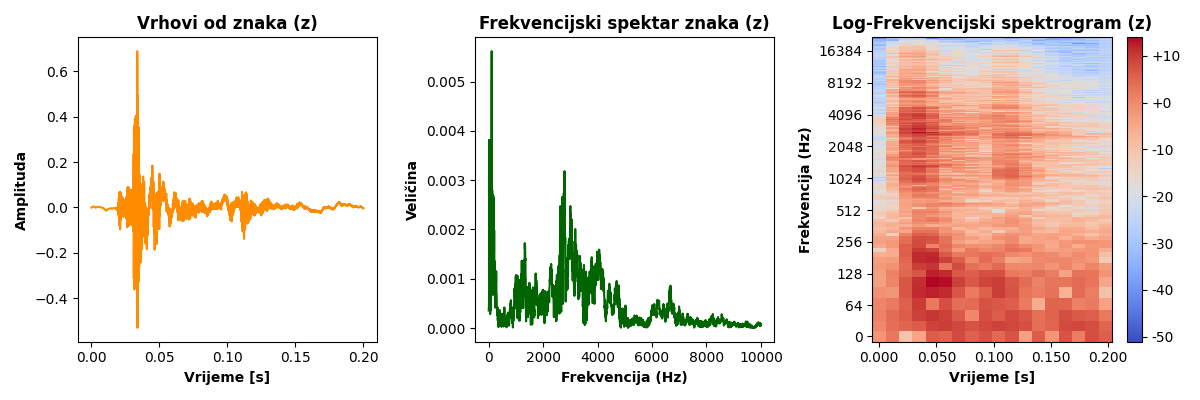 Vrhovi od znaka (z)
0.6
0.4
0.2
0.0
−0.2
−0.4
Amplituda
0.00 0.05 0.10 0.15 0.20
Vrijeme [s]
Frekvencijski spektar znaka (z)
0.005
0.004
0.003
0.002
0.001
0.000
Veličina
0 2000 4000 6000 8000 10000
Frekvencija (Hz)
Log-Frekvencijski spektrogram (z)
16384
8192
4096
2048
1024
512
256
128
64
0
Frekvencija (Hz)
0.000 0.050 0.100 0.150 0.200
Vrijeme [s]
+10
+0
-10
-20
-30
-40
-50